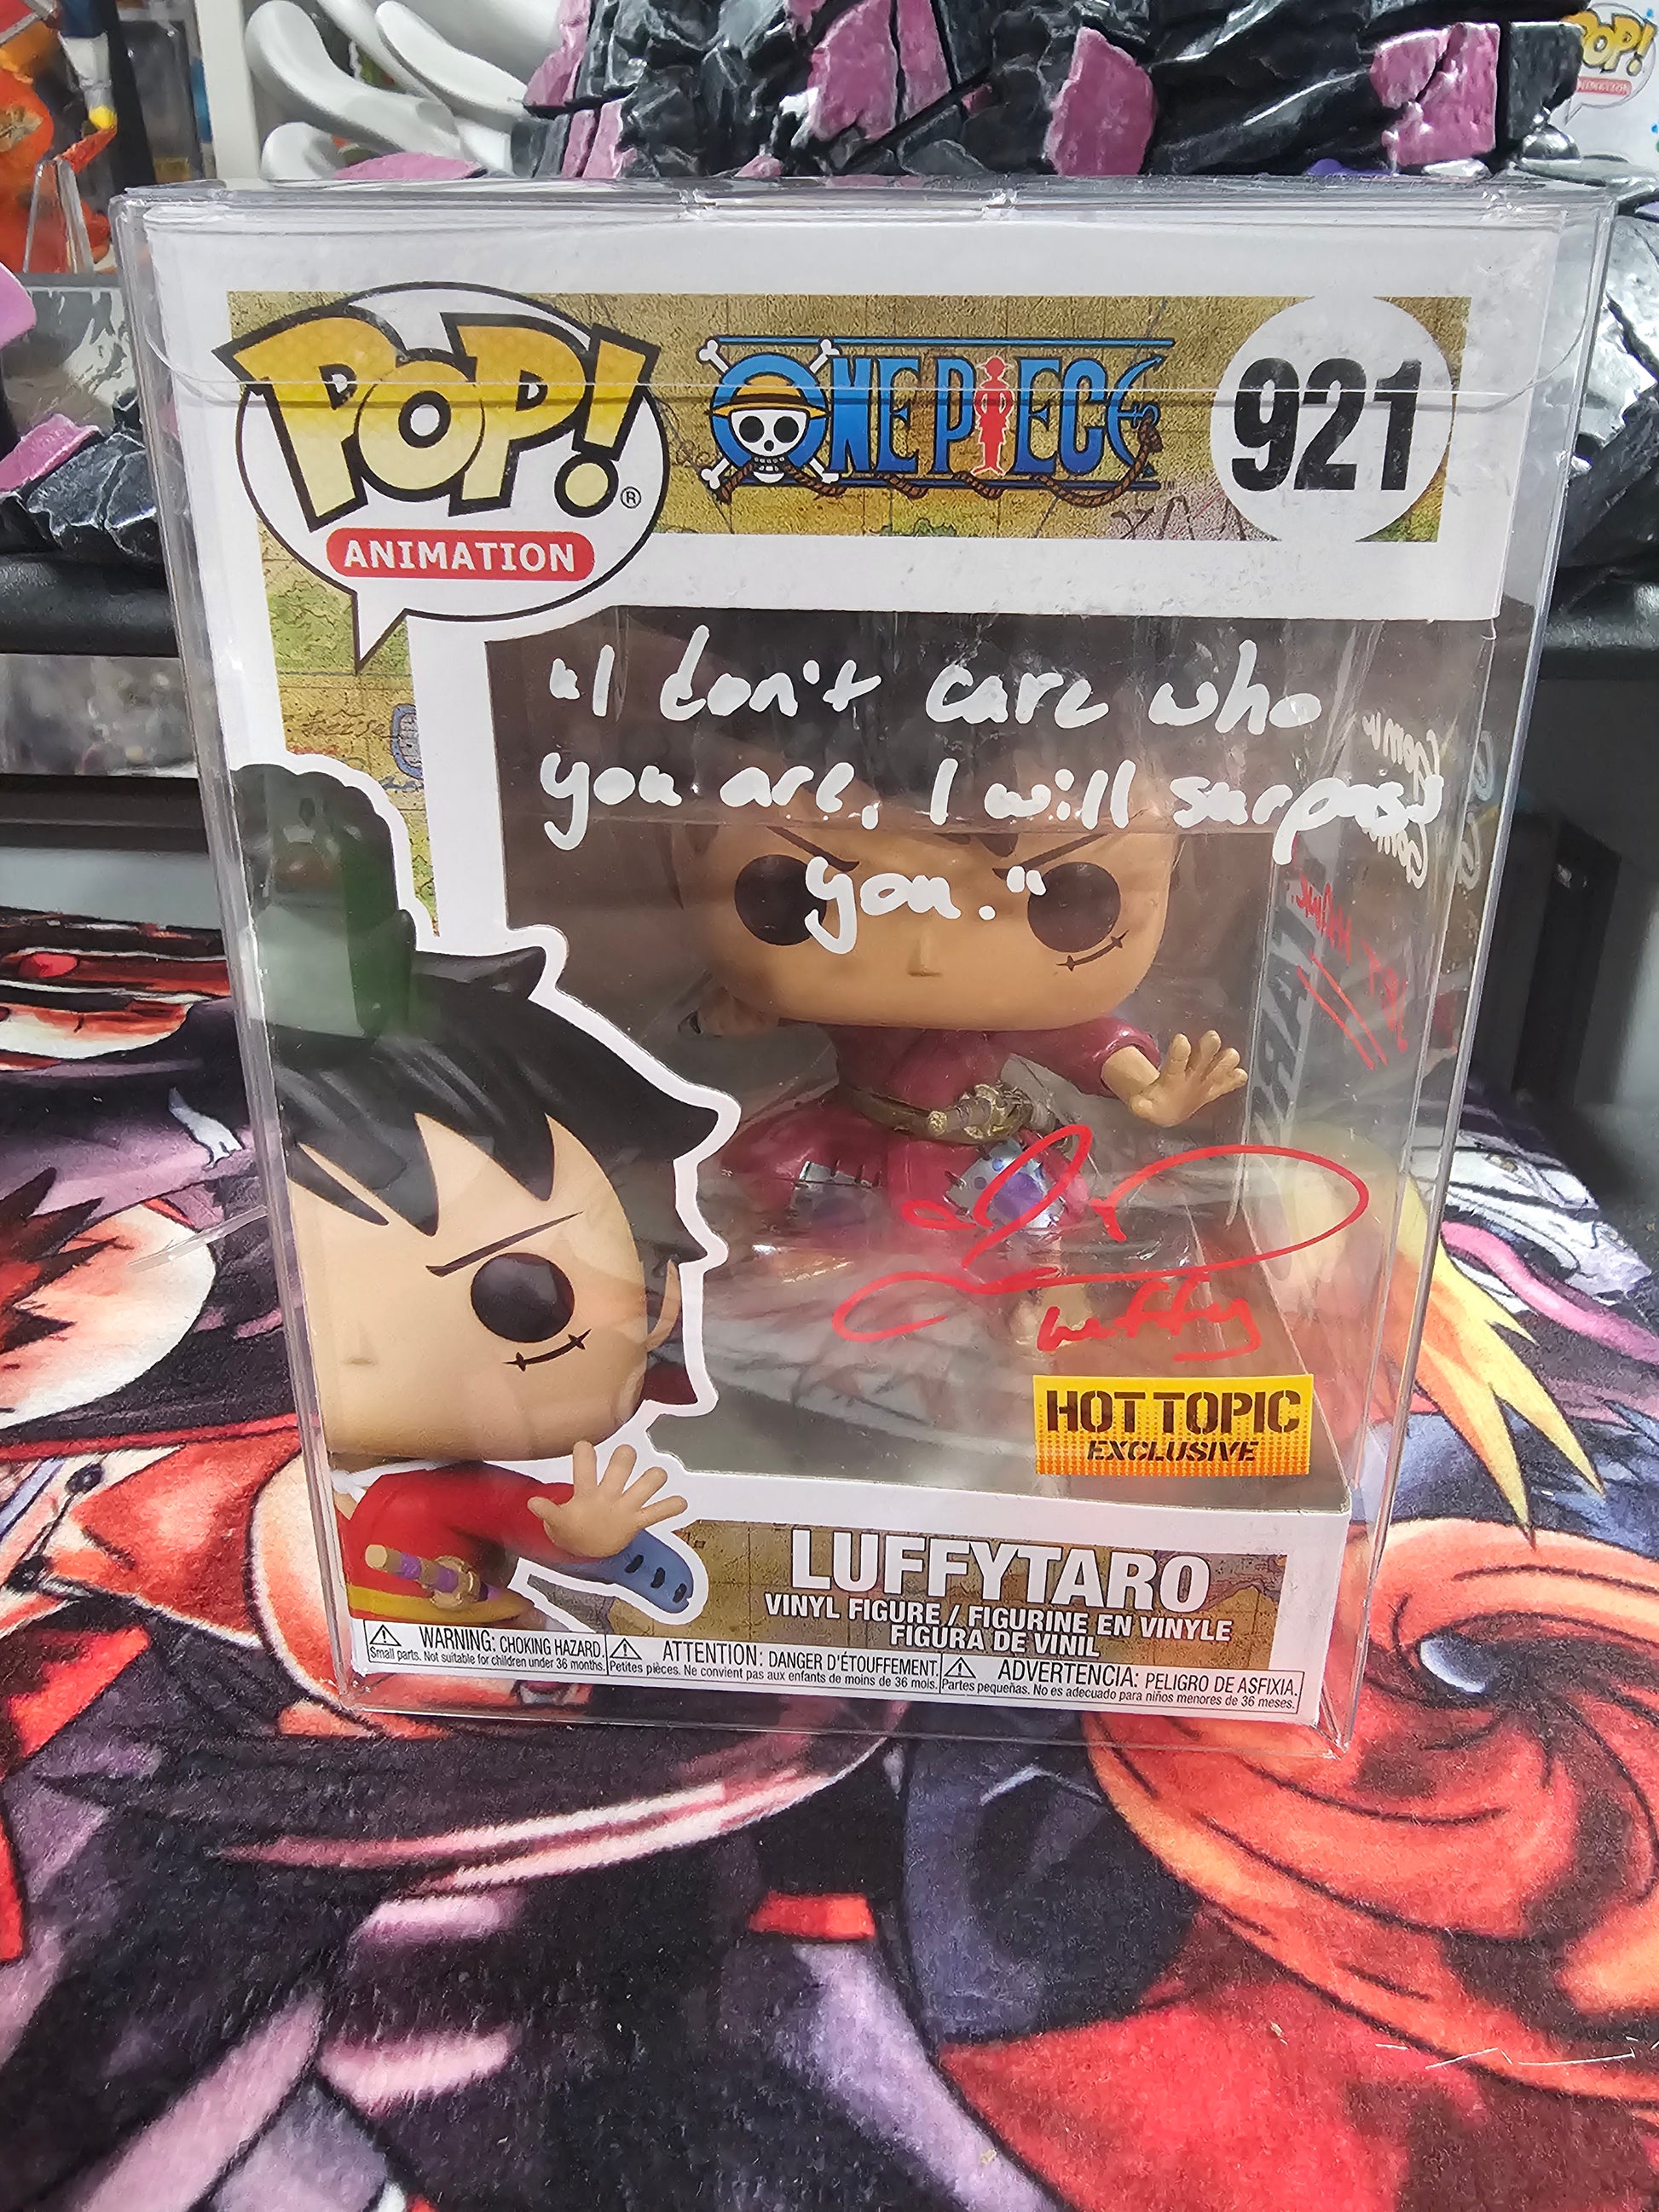 POP!
ANIMATION
POP!®
ANIMATION
ONE PIECE™
921
"I don't care who
you are, I will surpass
you."
Luffy
HOT TOPIC
EXCLUSIVE
LUFFYTARO
VINYL FIGURE / FIGURINE EN VINYLE
FIGURA DE VINIL
WARNING: CHOKING HAZARD.
Small parts. Not suitable for children under 36 months.
ATTENTION: DANGER D'ÉTOUFFEMENT.
Petites pièces. Ne convient pas aux enfants de moins de 36 mois.
ADVERTENCIA: PELIGRO DE ASFIXIA.
Partes pequeñas. No es adecuado para niños menores de 36 meses.